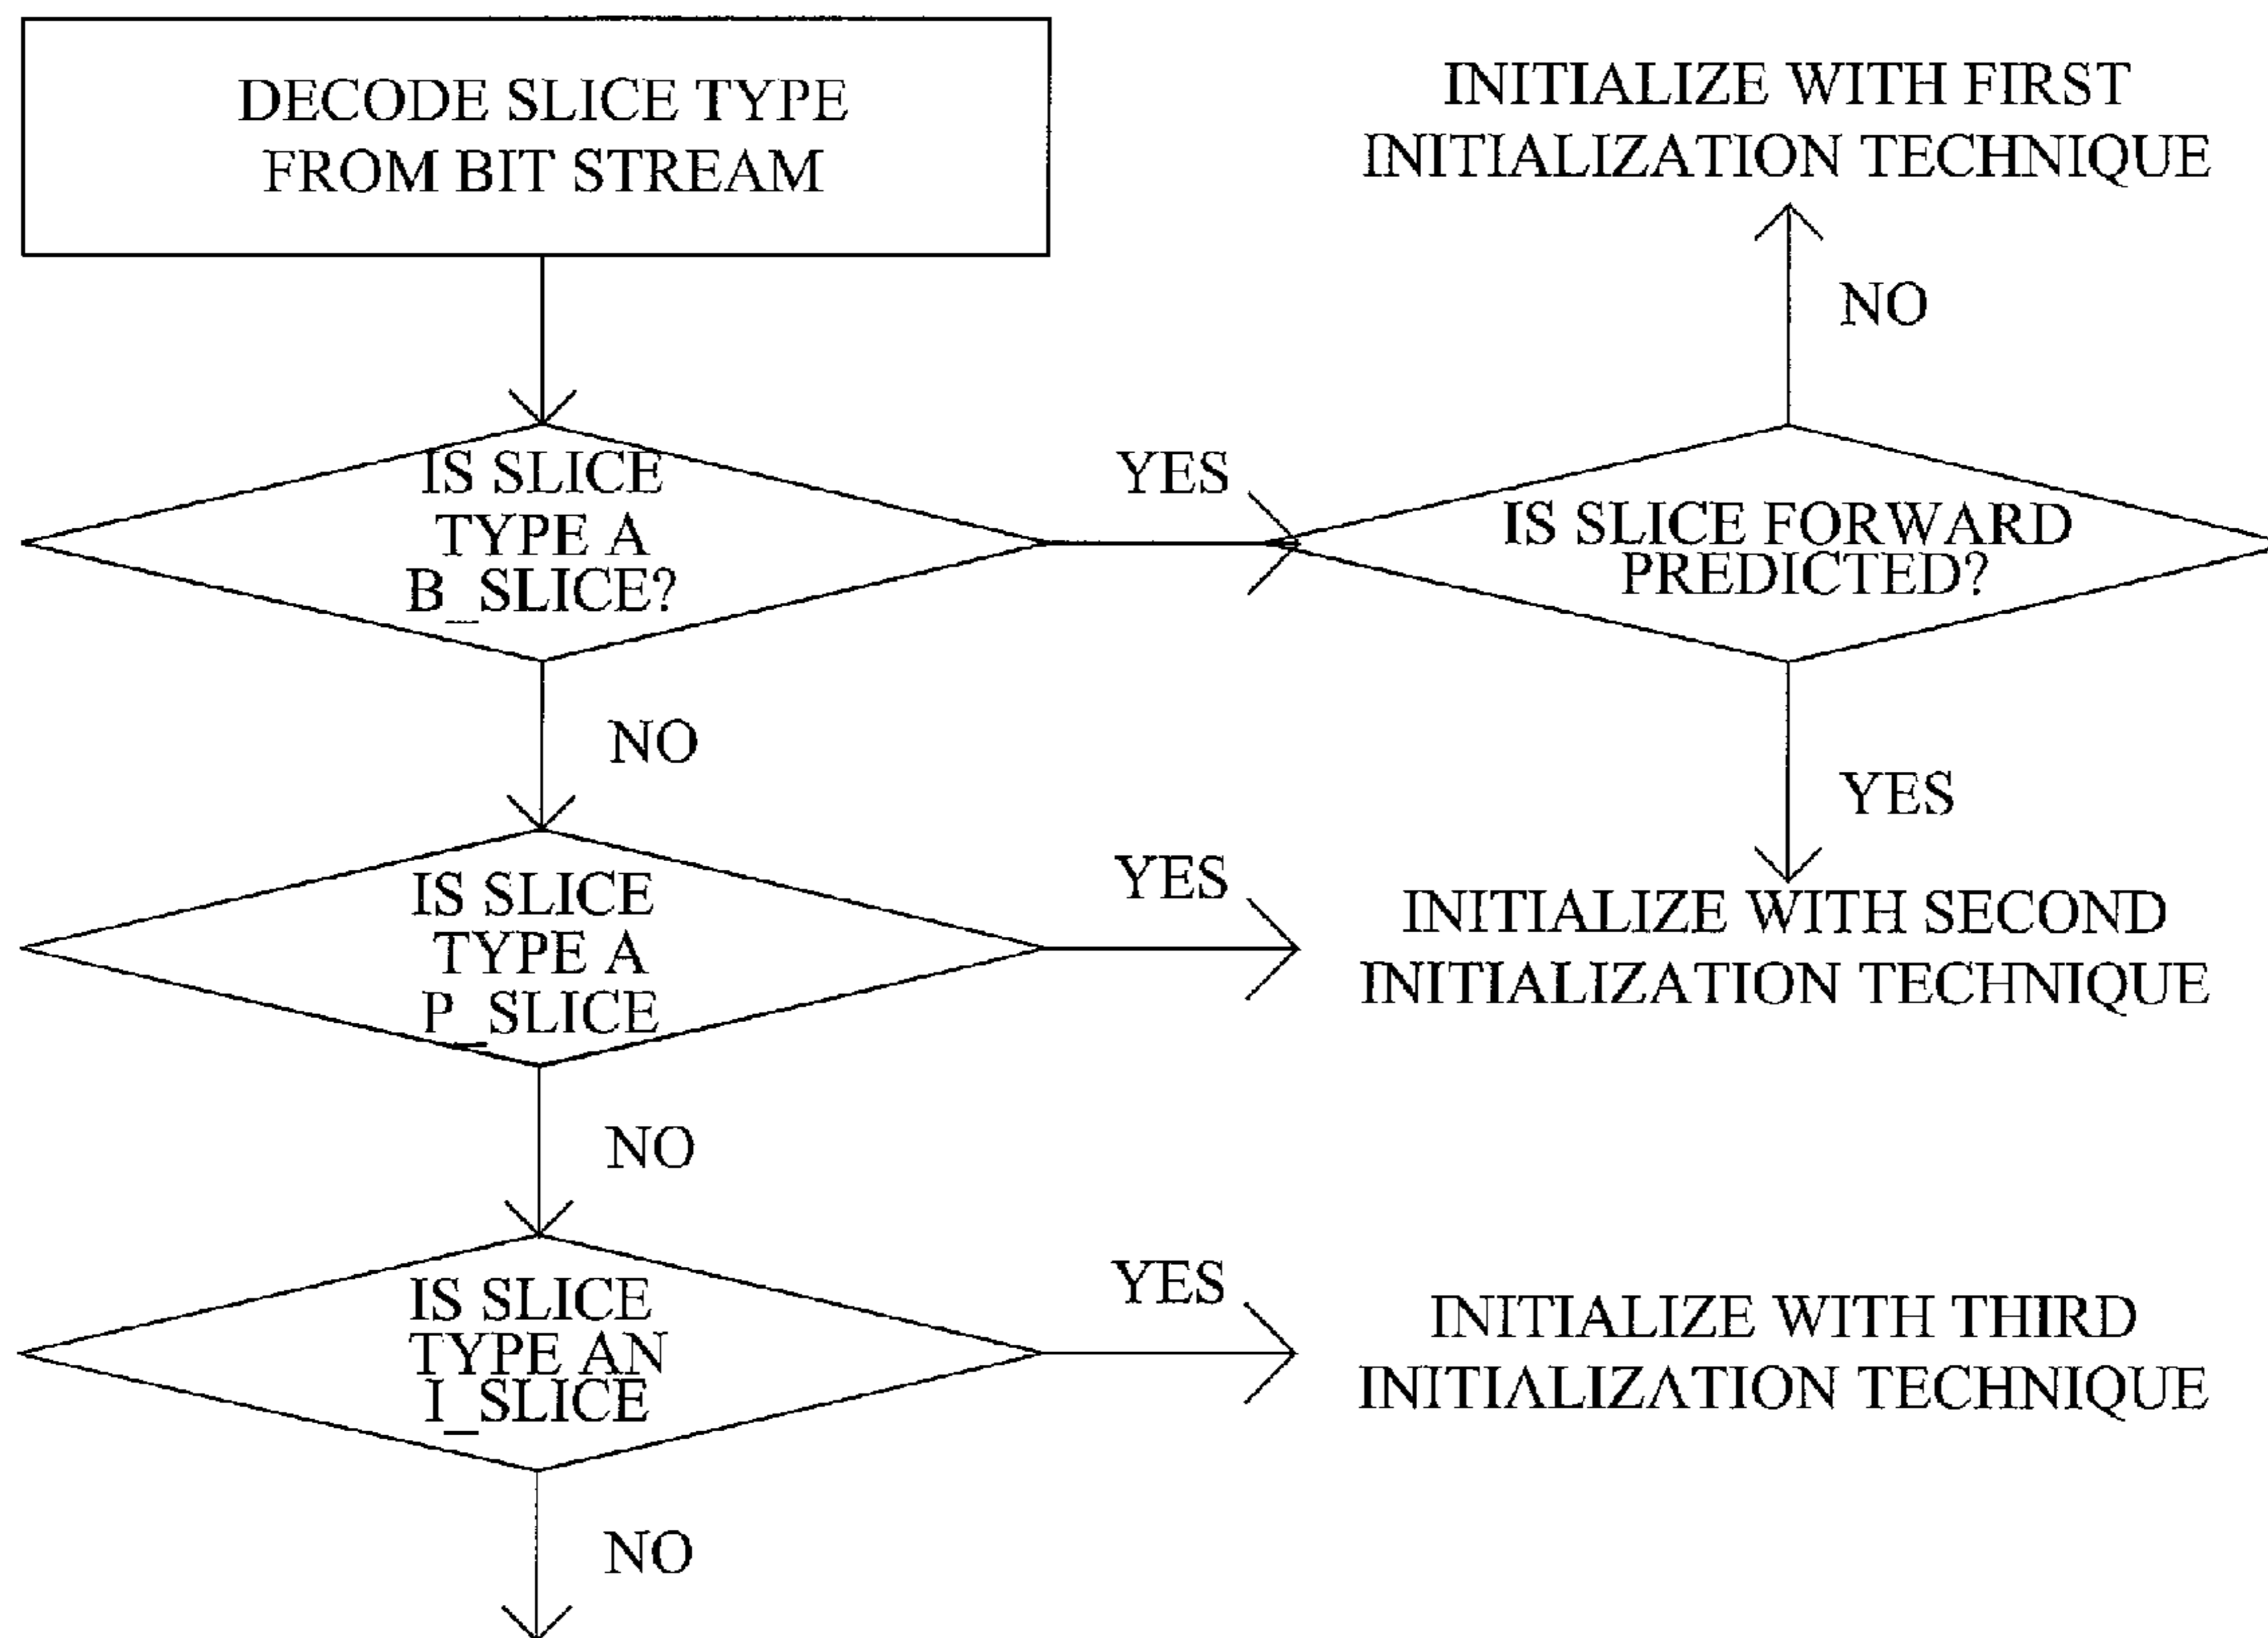 DECODE SLICE TYPE
FROM BIT STREAM
INITIALIZE WITH FIRST
INITIALIZATION TECHNIQUE
NO
IS SLICE
TYPE A
B_SLICE?
YES
IS SLICE FORWARD
PREDICTED?
NO
YES
IS SLICE
TYPE A
P_SLICE
YES
INITIALIZE WITH SECOND
INITIALIZATION TECHNIQUE
NO
IS SLICE
TYPE AN
I_SLICE
YES
INITIALIZE WITH THIRD
INITIALIZATION TECHNIQUE
NO